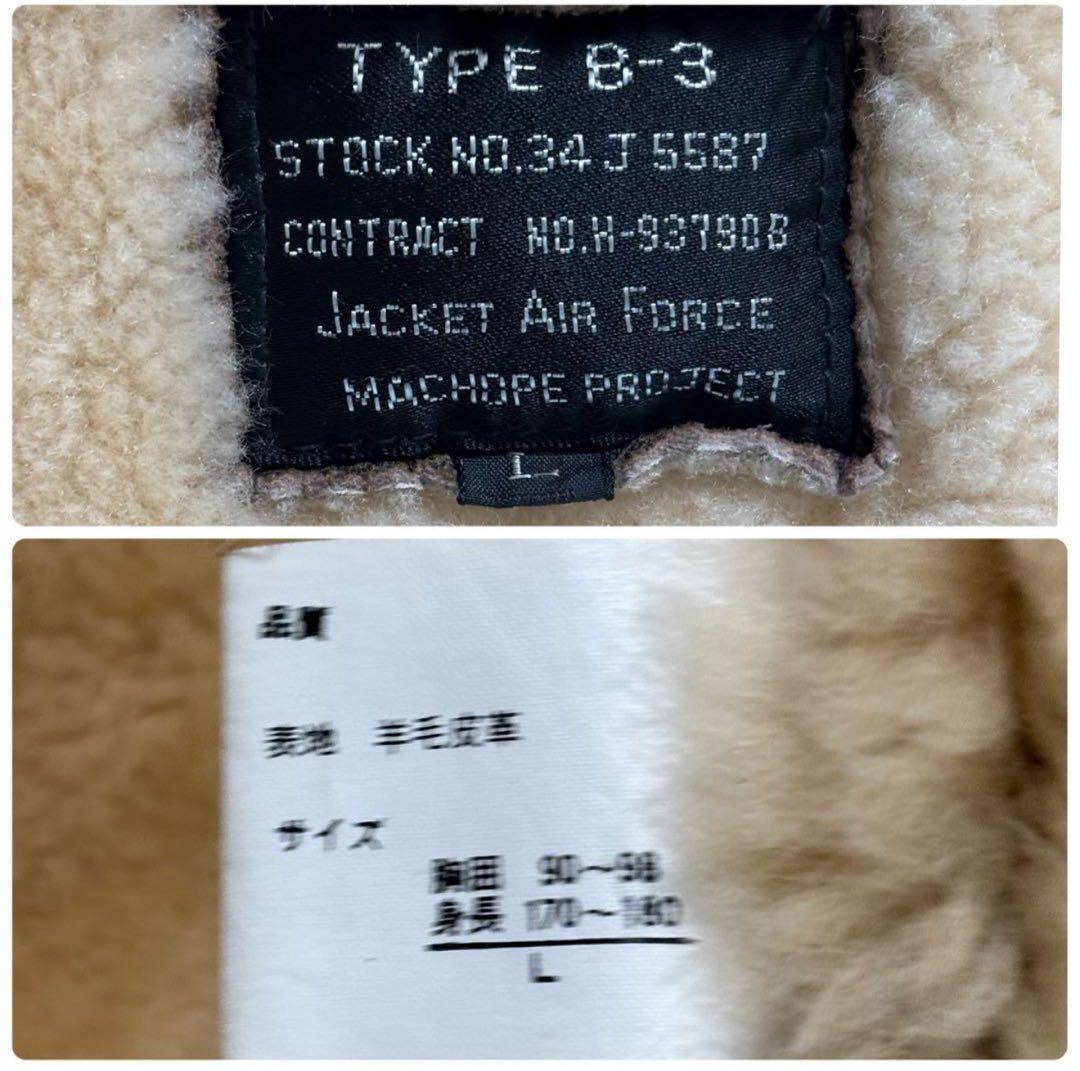 TYPE B-3
STOCK NO.34 J 5587
CONTRACT NO.H-93790B
JACKET AIR FORCE
MACHOPE PROJECT
L
品質
表地 羊毛皮革
サイズ
胸囲 90～98
身長 170～180
L